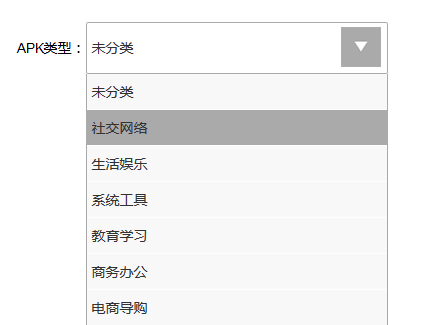 APK类型： 未分类
未分类
社交网络
生活娱乐
系统工具
教育学习
商务办公
电商导购